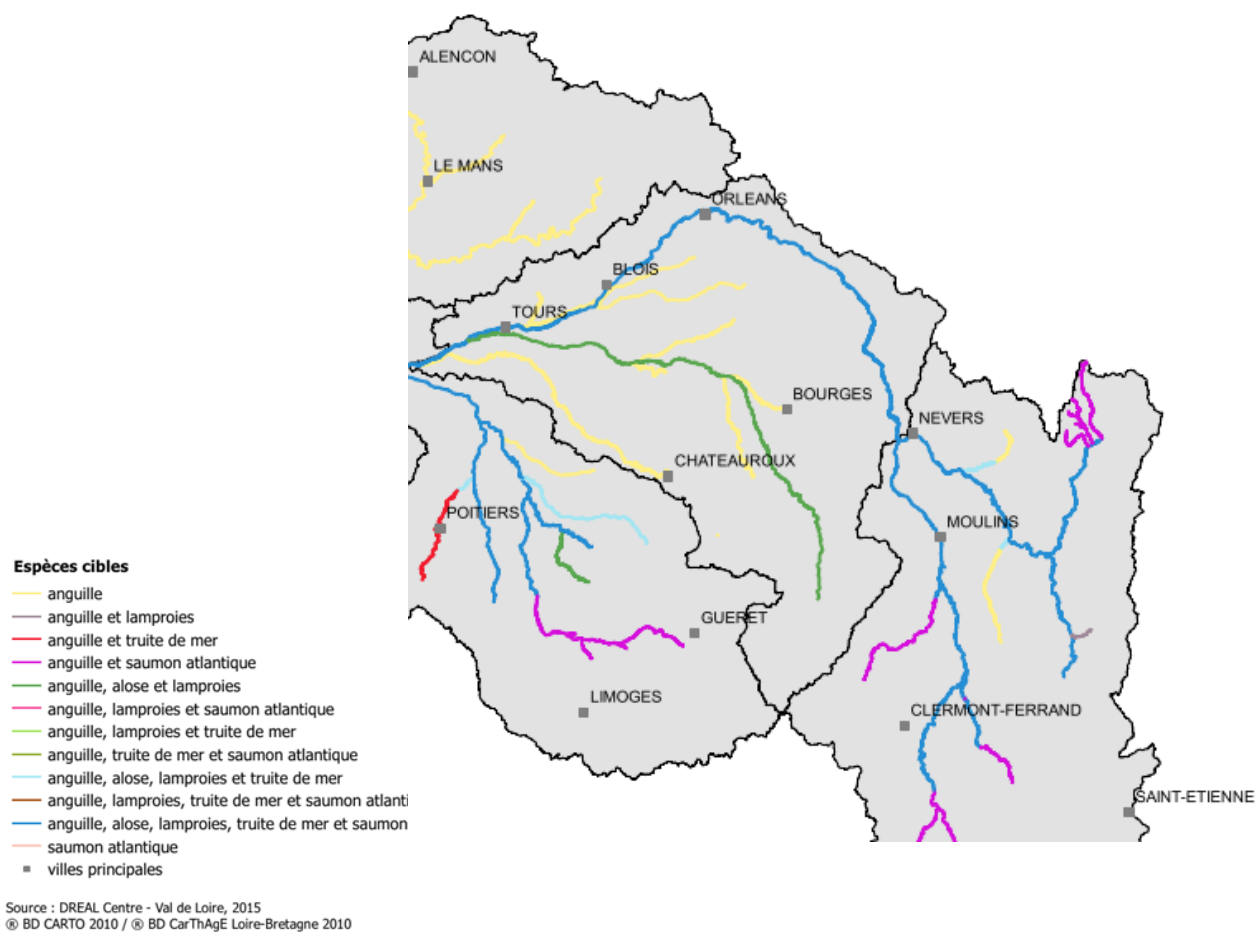 ALENCON
LE MANS
ORLEANS
BLOIS
TOURS
BOURGES
NEVERS
CHATEAUROUX
POITIERS
MOULINS
GUERET
LIMOGES
CLERMONT-FERRAND
SAINT-ETIENNE
Espèces cibles
anguille
anguille et lamproies
anguille et truite de mer
anguille et saumon atlantique
anguille, alose et lamproies
anguille, lamproies et saumon atlantique
anguille, lamproies et truite de mer
anguille, truite de mer et saumon atlantique
anguille, alose, lamproies et truite de mer
anguille, lamproies, truite de mer et saumon atlanti
anguille, alose, lamproies, truite de mer et saumon
saumon atlantique
villes principales
Source : DREAL Centre - Val de Loire, 2015
® BD CARTO 2010 / ® BD CarThAgE Loire-Bretagne 2010